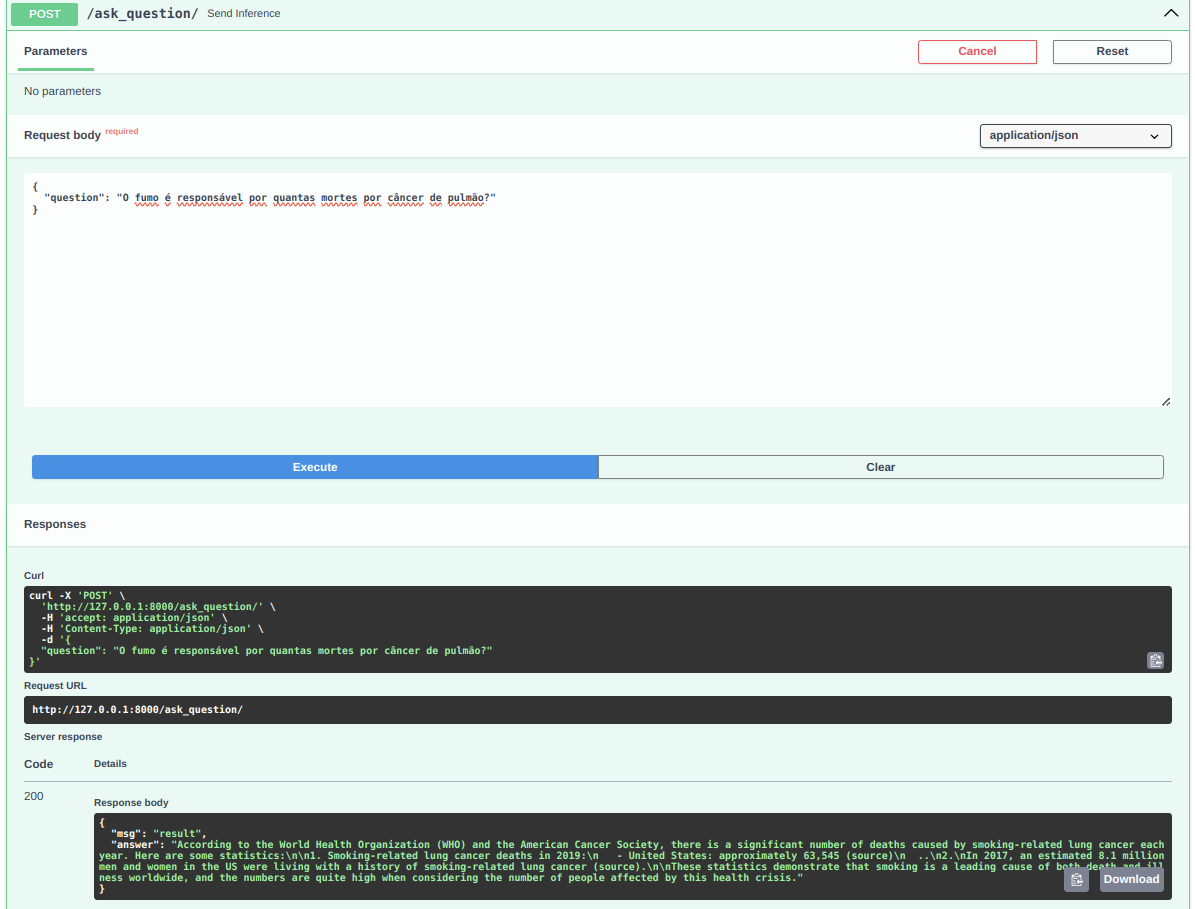 POST /ask_question/ Send Inference
Parameters Cancel Reset
No parameters
Request body required application/json
{
"question": "O fumo é responsável por quantas mortes por câncer de pulmão?"
}
Execute Clear
Responses
Curl
curl -X 'POST' \
'http://127.0.0.1:8000/ask_question/' \
-H 'accept: application/json' \
-H 'Content-Type: application/json' \
-d '{
"question": "O fumo é responsável por quantas mortes por câncer de pulmão?"
}'
Request URL
http://127.0.0.1:8000/ask_question/
Server response
Code Details
200
Response body
{
"msg": "result",
"answer": "According to the World Health Organization (WHO) and the American Cancer Society, there is a significant number of deaths caused by smoking-related lung cancer each
year. Here are some statistics:\n\n1. Smoking-related lung cancer deaths in 2019:\n   - United States: approximately 63,545 (source)\n  ..\n2.\nIn 2017, an estimated 8.1 million
men and women in the US were living with a history of smoking-related lung cancer (source).\n\nThese statistics demonstrate that smoking is a leading cause of both death and ill
ness worldwide, and the numbers are quite high when considering the number of people affected by this health crisis."
}
Download